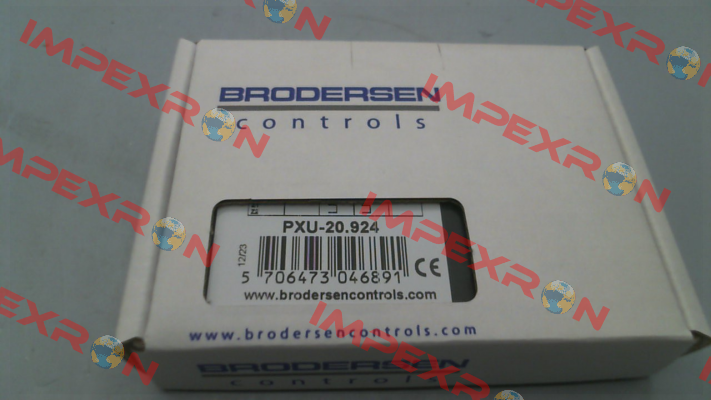 BRODERSEN
controls
PXU-20.924
12/23
5 706473 046891
CE
www.brodersencontrols.com
www.brodersencontrols.com
BRODERSEN
controls
IMPEXRON
IMPEXRON
IMPEXRON
IMPEXRON
IMPEXRON
IMPEXRON